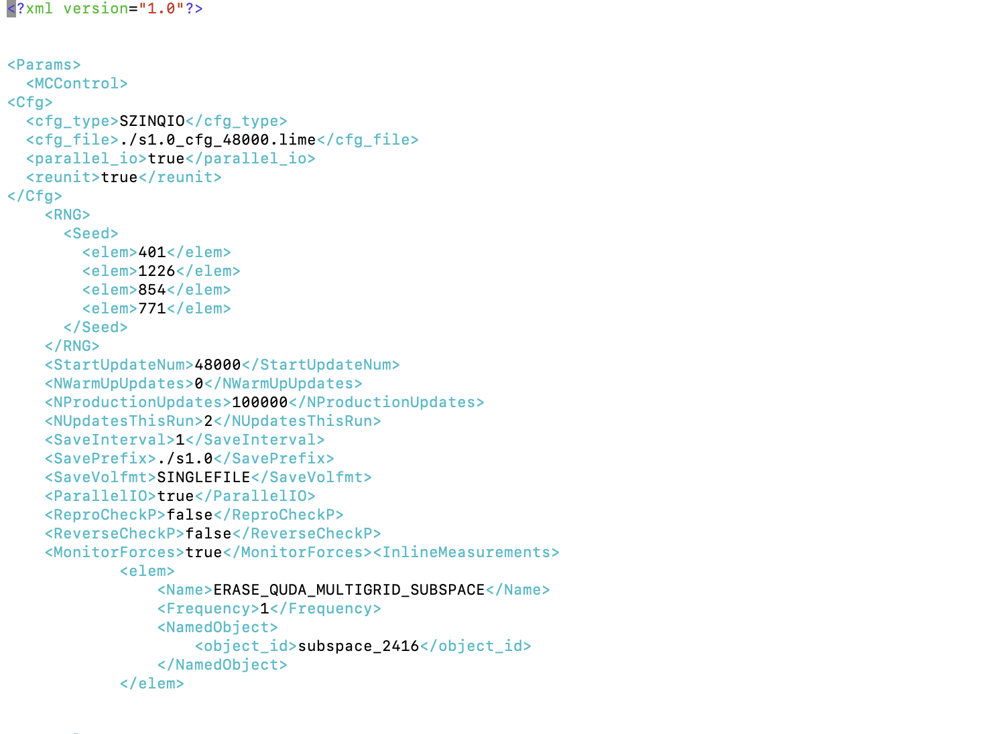 <?xml version="1.0"?>
<Params>
  <MCControl>
<Cfg>
  <cfg_type>SZINQIO</cfg_type>
  <cfg_file>./s1.0_cfg_48000.lime</cfg_file>
  <parallel_io>true</parallel_io>
  <reunit>true</reunit>
</Cfg>
    <RNG>
      <Seed>
        <elem>401</elem>
        <elem>1226</elem>
        <elem>854</elem>
        <elem>771</elem>
      </Seed>
    </RNG>
    <StartUpdateNum>48000</StartUpdateNum>
    <NWarmUpUpdates>0</NWarmUpUpdates>
    <NProductionUpdates>100000</NProductionUpdates>
    <NUpdatesThisRun>2</NUpdatesThisRun>
    <SaveInterval>1</SaveInterval>
    <SavePrefix>./s1.0</SavePrefix>
    <SaveVolfmt>SINGLEFILE</SaveVolfmt>
    <ParallelIO>true</ParallelIO>
    <ReproCheckP>false</ReproCheckP>
    <ReverseCheckP>false</ReverseCheckP>
    <MonitorForces>true</MonitorForces><InlineMeasurements>
            <elem>
                <Name>ERASE_QUDA_MULTIGRID_SUBSPACE</Name>
                <Frequency>1</Frequency>
                <NamedObject>
                    <object_id>subspace_2416</object_id>
                </NamedObject>
            </elem>